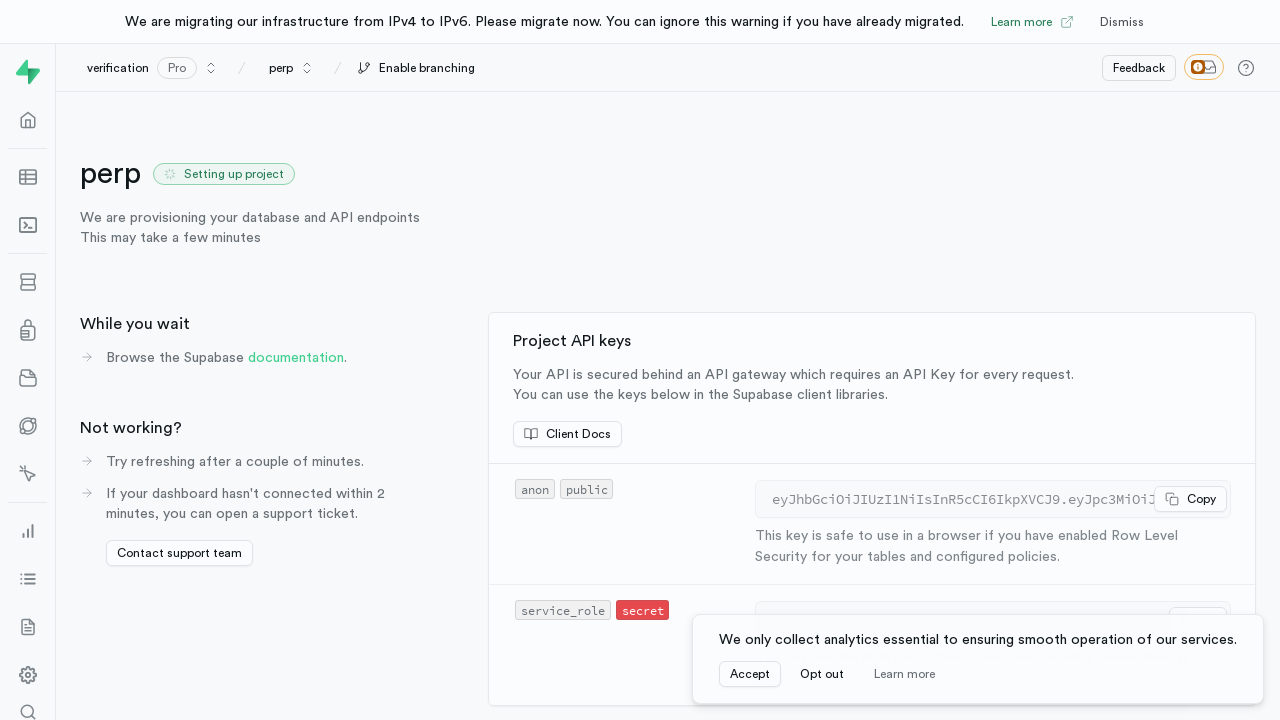 We are migrating our infrastructure from IPv4 to IPv6. Please migrate now. You can ignore this warning if you have already migrated.
Learn more
Dismiss
verification
Pro
perp
Enable branching
Feedback
perp
Setting up project
We are provisioning your database and API endpoints
This may take a few minutes
While you wait
Browse the Supabase documentation.
Not working?
Try refreshing after a couple of minutes.
If your dashboard hasn't connected within 2
minutes, you can open a support ticket.
Contact support team
Project API keys
Your API is secured behind an API gateway which requires an API Key for every request.
You can use the keys below in the Supabase client libraries.
Client Docs
anon public
eyJhbGciOiJIUzI1NiIsInR5cCI6IkpXVCJ9.eyJpc3MiOiJ
Copy
This key is safe to use in a browser if you have enabled Row Level
Security for your tables and configured policies.
service_role secret
We only collect analytics essential to ensuring smooth operation of our services.
Accept
Opt out
Learn more